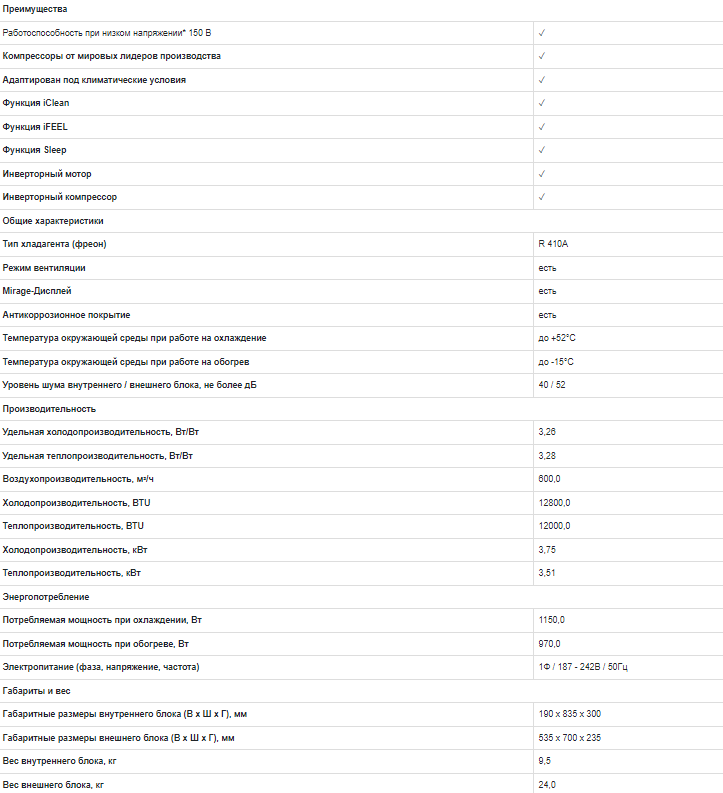 Преимущества
Работоспособность при низком напряжении* 150 В ✓
Компрессоры от мировых лидеров производства ✓
Адаптирован под климатические условия ✓
Функция iClean ✓
Функция iFEEL ✓
Функция Sleep ✓
Инверторный мотор ✓
Инверторный компрессор ✓
Общие характеристики
Тип хладагента (фреон) R 410A
Режим вентиляции есть
Mirage-Дисплей есть
Антикоррозионное покрытие есть
Температура окружающей среды при работе на охлаждение до +52°C
Температура окружающей среды при работе на обогрев до -15°C
Уровень шума внутреннего / внешнего блока, не более дБ 40 / 52
Производительность
Удельная холодопроизводительность, Вт/Вт 3,26
Удельная теплопроизводительность, Вт/Вт 3,28
Воздухопроизводительность, м³/ч 600,0
Холодопроизводительность, BTU 12800,0
Теплопроизводительность, BTU 12000,0
Холодопроизводительность, кВт 3,75
Теплопроизводительность, кВт 3,51
Энергопотребление
Потребляемая мощность при охлаждении, Вт 1150,0
Потребляемая мощность при обогреве, Вт 970,0
Электропитание (фаза, напряжение, частота) 1Ф / 187 - 242В / 50Гц
Габариты и вес
Габаритные размеры внутреннего блока (В х Ш х Г), мм 190 x 835 x 300
Габаритные размеры внешнего блока (В х Ш х Г), мм 535 x 700 x 235
Вес внутреннего блока, кг 9,5
Вес внешнего блока, кг 24,0